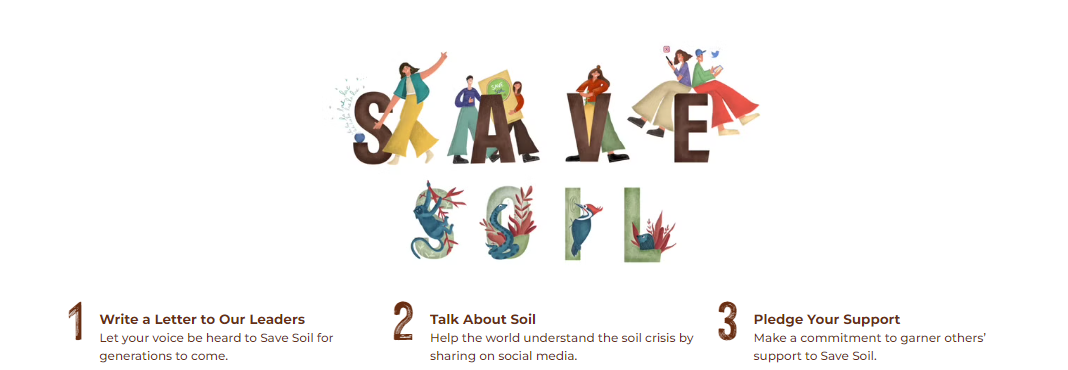 SAVE
SOIL
1 Write a Letter to Our Leaders
Let your voice be heard to Save Soil for
generations to come.
2 Talk About Soil
Help the world understand the soil crisis by
sharing on social media.
3 Pledge Your Support
Make a commitment to garner others’
support to Save Soil.